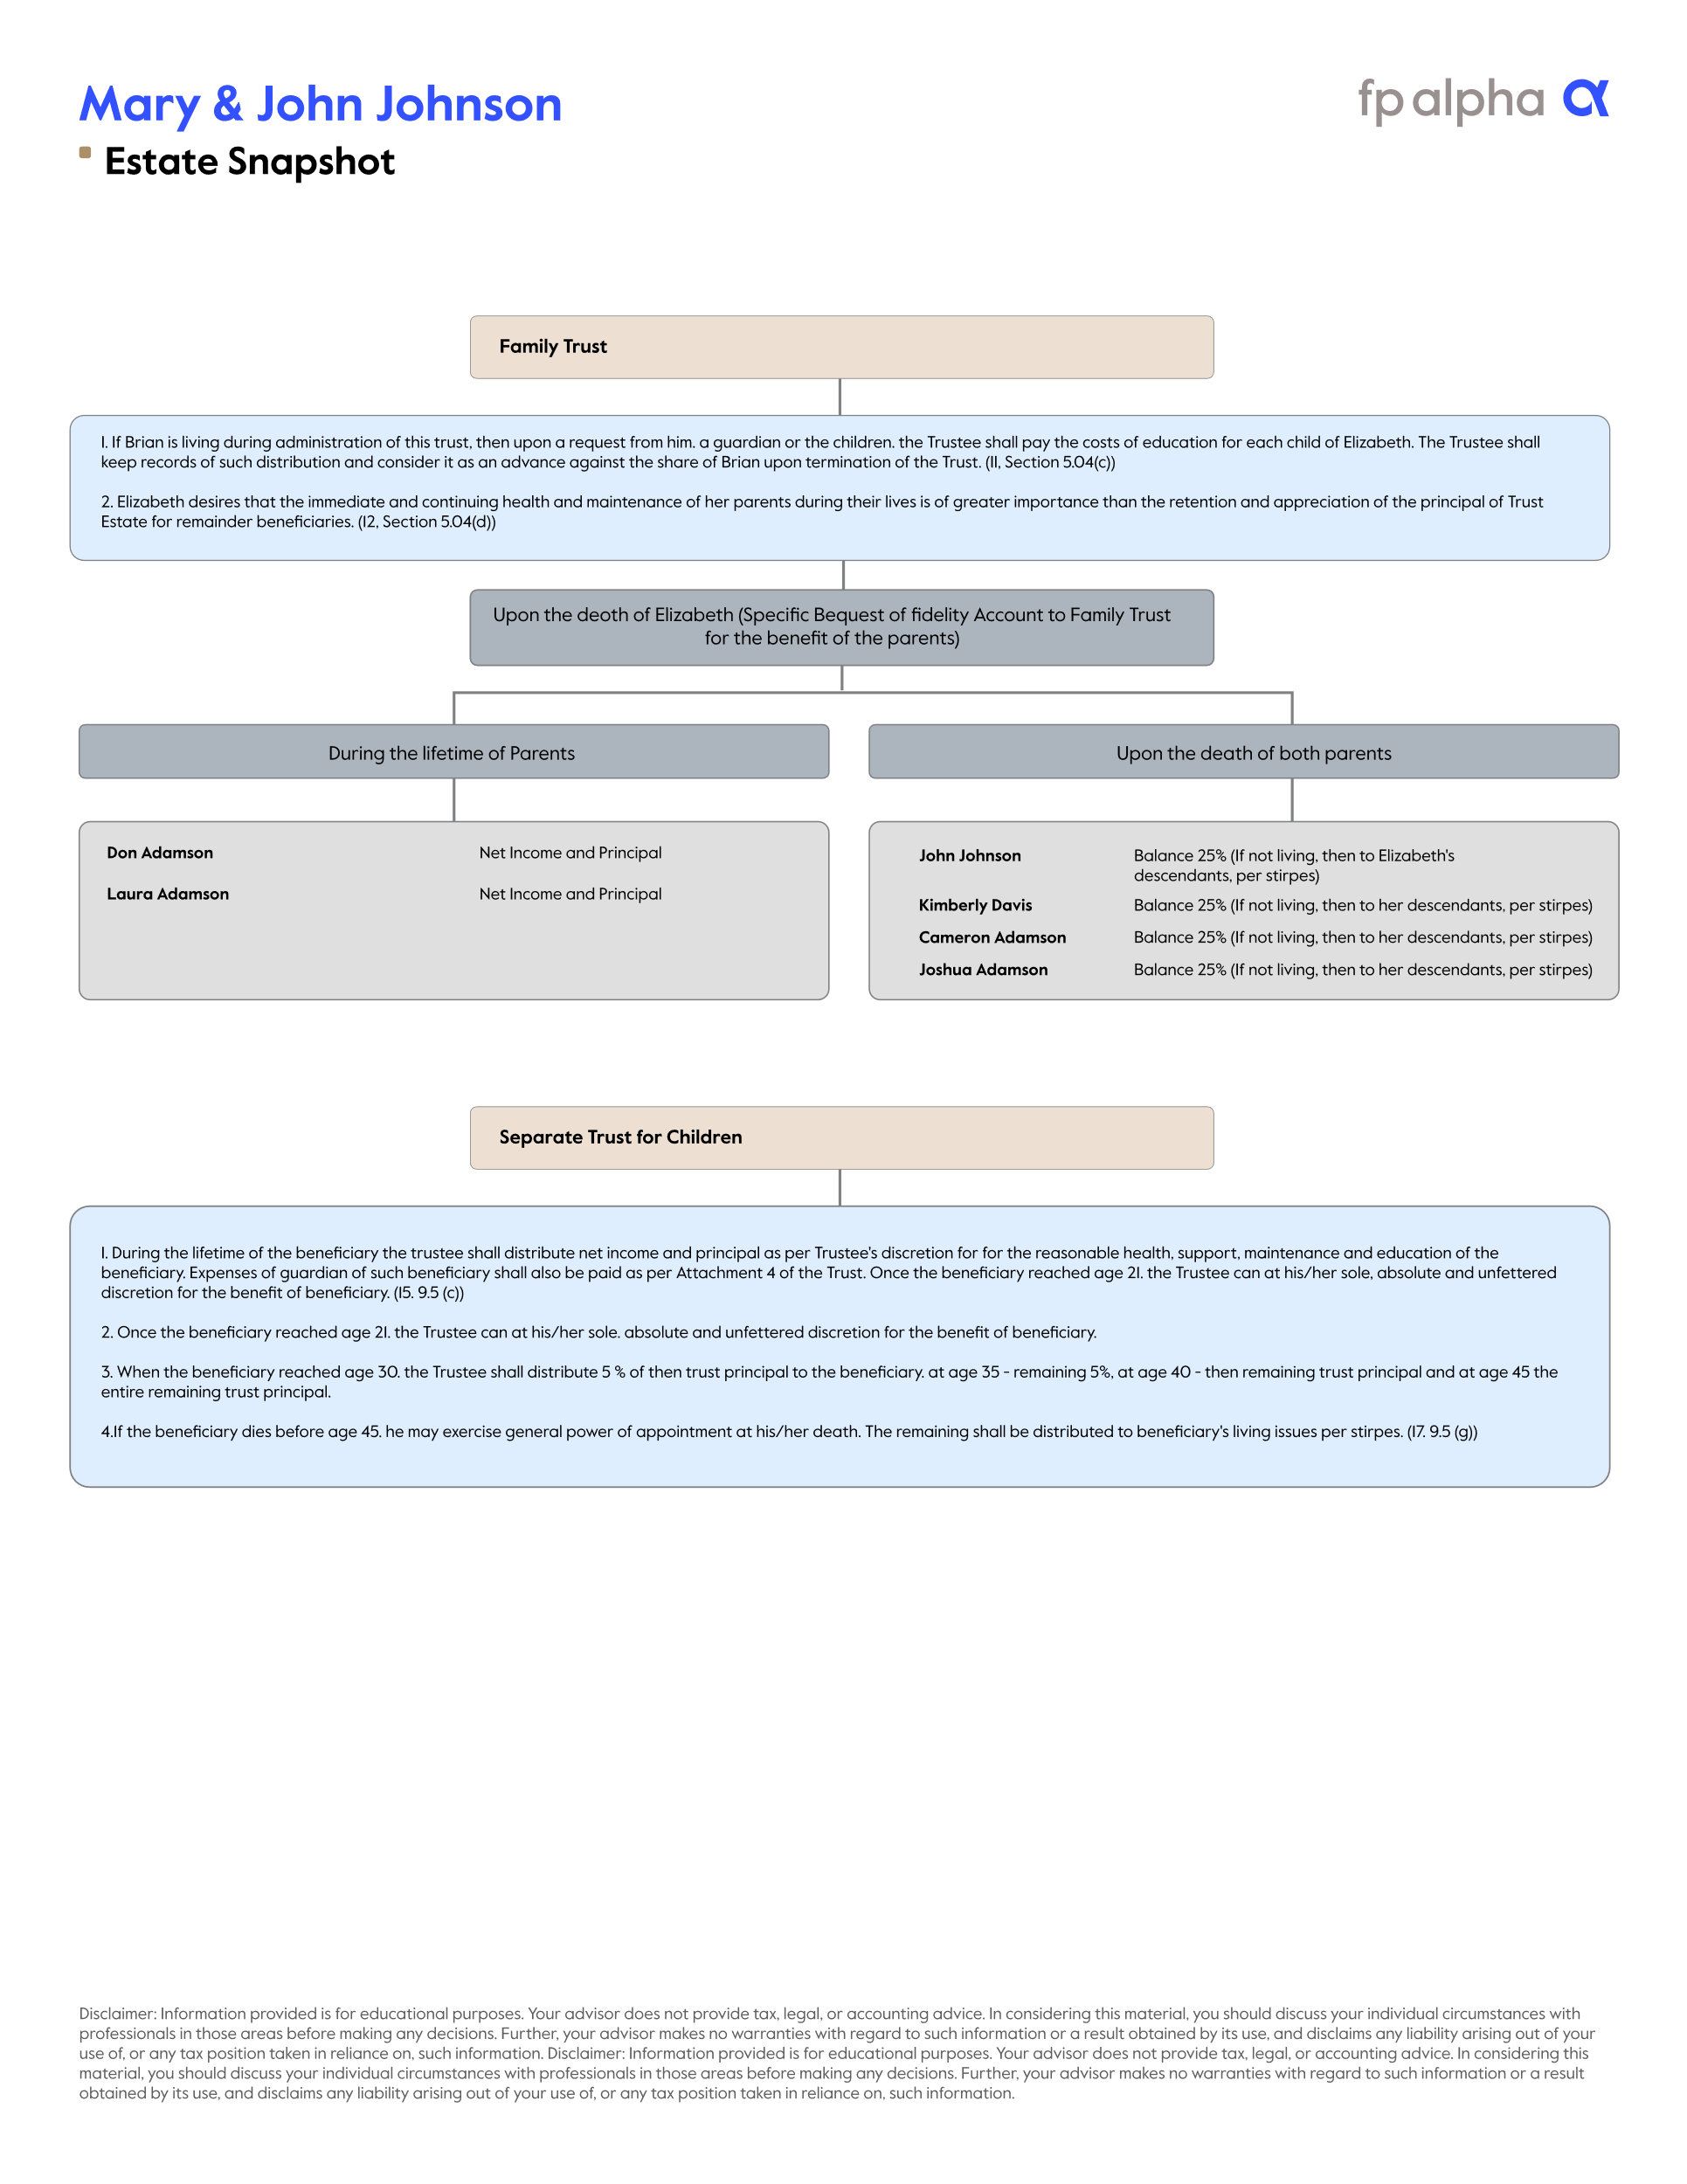 Mary & John Johnson
fp alpha
Estate Snapshot
Family Trust
1. If Brian is living during administration of this trust, then upon a request from him. a guardian or the children. the Trustee shall pay the costs of education for each child of Elizabeth. The Trustee shall
keep records of such distribution and consider it as an advance against the share of Brian upon termination of the Trust. (11, Section 5.04(c))
2. Elizabeth desires that the immediate and continuing health and maintenance of her parents during their lives is of greater importance than the retention and appreciation of the principal of Trust
Estate for remainder beneficiaries. (12, Section 5.04(d))
Upon the deoth of Elizabeth (Specific Bequest of fidelity Account to Family Trust
for the benefit of the parents)
During the lifetime of Parents
Don Adamson Net Income and Principal
Laura Adamson Net Income and Principal
Upon the death of both parents
John Johnson Balance 25% (If not living, then to Elizabeth's
descendants, per stirpes)
Kimberly Davis Balance 25% (If not living, then to her descendants, per stirpes)
Cameron Adamson Balance 25% (If not living, then to her descendants, per stirpes)
Joshua Adamson Balance 25% (If not living, then to her descendants, per stirpes)
Separate Trust for Children
1. During the lifetime of the beneficiary the trustee shall distribute net income and principal as per Trustee's discretion for for the reasonable health, support, maintenance and education of the
beneficiary. Expenses of guardian of such beneficiary shall also be paid as per Attachment 4 of the Trust. Once the beneficiary reached age 21. the Trustee can at his/her sole, absolute and unfettered
discretion for the benefit of beneficiary. (15. 9.5 (c))
2. Once the beneficiary reached age 21. the Trustee can at his/her sole. absolute and unfettered discretion for the benefit of beneficiary.
3. When the beneficiary reached age 30. the Trustee shall distribute 5 % of then trust principal to the beneficiary. at age 35 - remaining 5%, at age 40 - then remaining trust principal and at age 45 the
entire remaining trust principal.
4.If the beneficiary dies before age 45. he may exercise general power of appointment at his/her death. The remaining shall be distributed to beneficiary's living issues per stirpes. (17. 9.5 (g))
Disclaimer: Information provided is for educational purposes. Your advisor does not provide tax, legal, or accounting advice. In considering this material, you should discuss your individual circumstances with
professionals in those areas before making any decisions. Further, your advisor makes no warranties with regard to such information or a result obtained by its use, and disclaims any liability arising out of your
use of, or any tax position taken in reliance on, such information. Disclaimer: Information provided is for educational purposes. Your advisor does not provide tax, legal, or accounting advice. In considering this
material, you should discuss your individual circumstances with professionals in those areas before making any decisions. Further, your advisor makes no warranties with regard to such information or a result
obtained by its use, and disclaims any liability arising out of your use of, or any tax position taken in reliance on, such information.